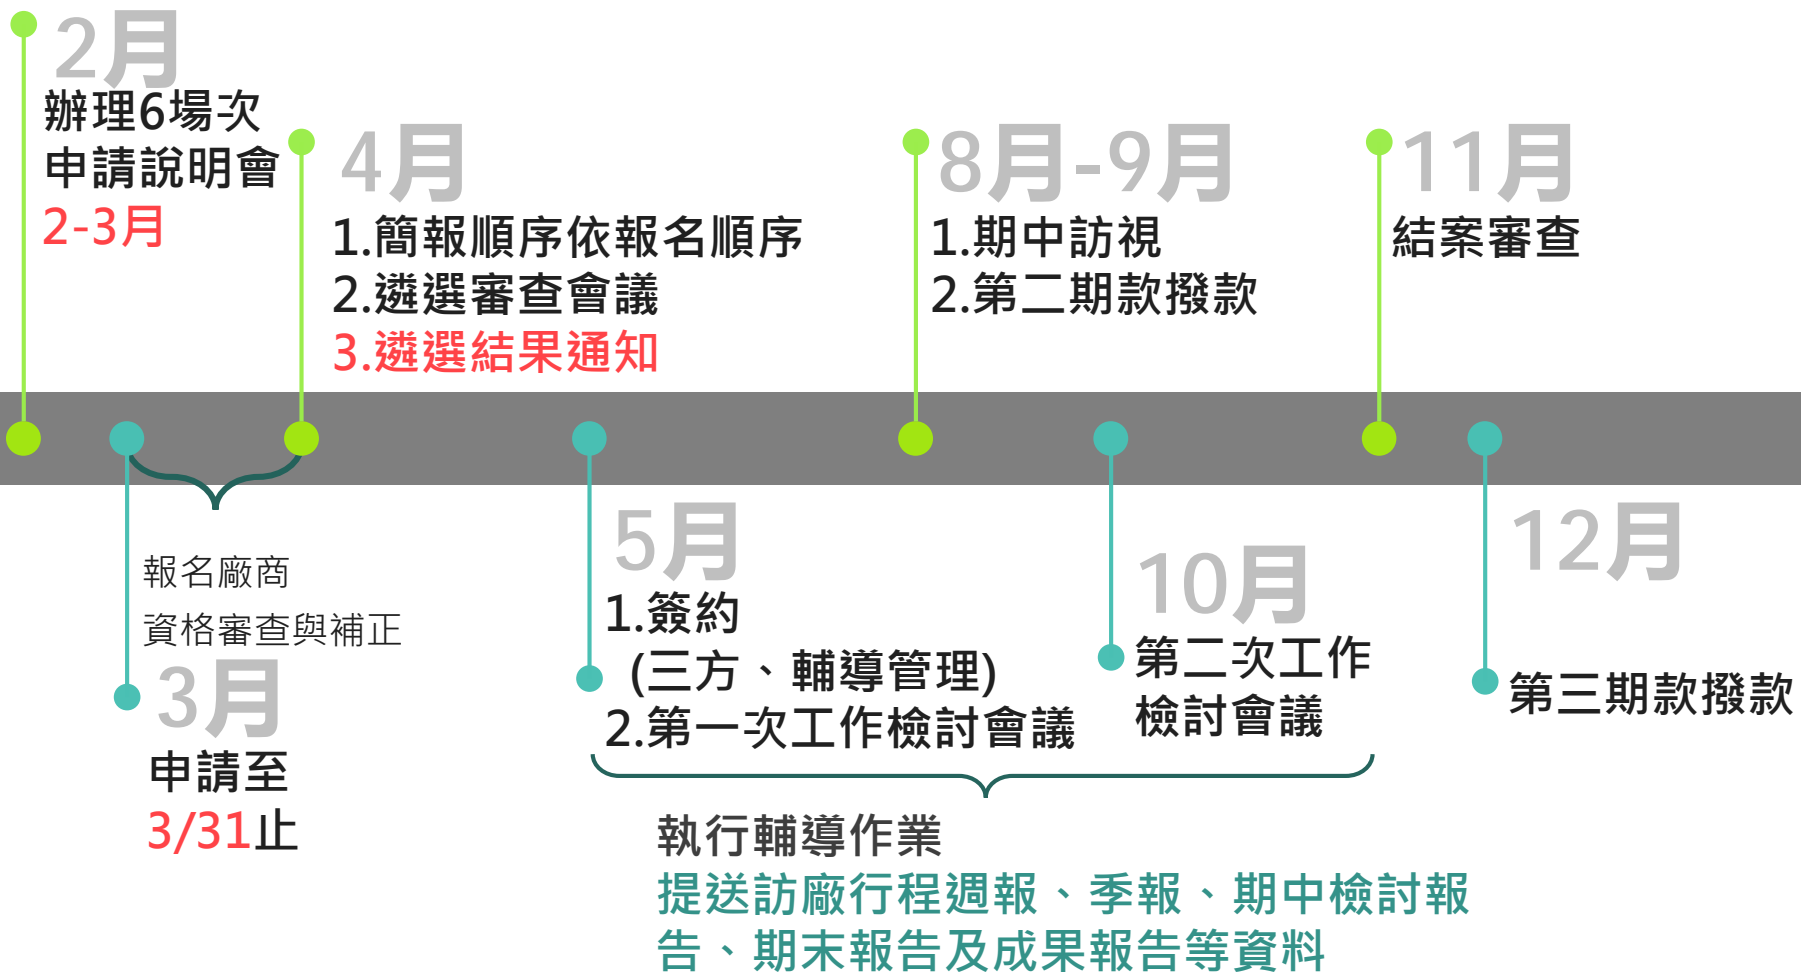 2月
辦理6場次
申請說明會
2-3月
4月
1.簡報順序依報名順序
2.遴選審查會議
3.遴選結果通知
8月-9月
1.期中訪視
2.第二期款撥款
11月
結案審查
報名廠商
資格審查與補正
3月
申請至
3/31止
5月
1.簽約
(三方、輔導管理)
2.第一次工作檢討會議
10月
第二次工作
檢討會議
12月
第三期款撥款
執行輔導作業
提送訪廠行程週報、季報、期中檢討報
告、期末報告及成果報告等資料